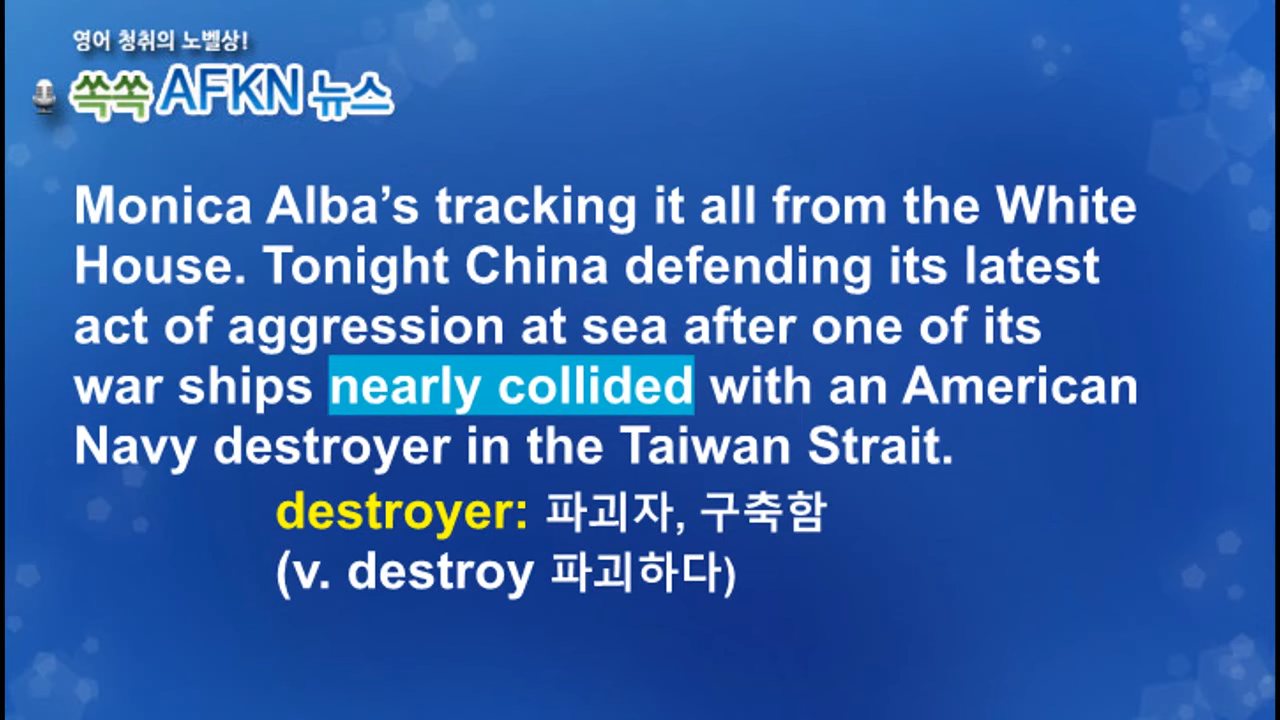 영어 청취의 노벨상!
쏙쏙 AFKN 뉴스
Monica Alba’s tracking it all from the White
House. Tonight China defending its latest
act of aggression at sea after one of its
war ships nearly collided with an American
Navy destroyer in the Taiwan Strait.
destroyer: 파괴자, 구축함
(v. destroy 파괴하다)